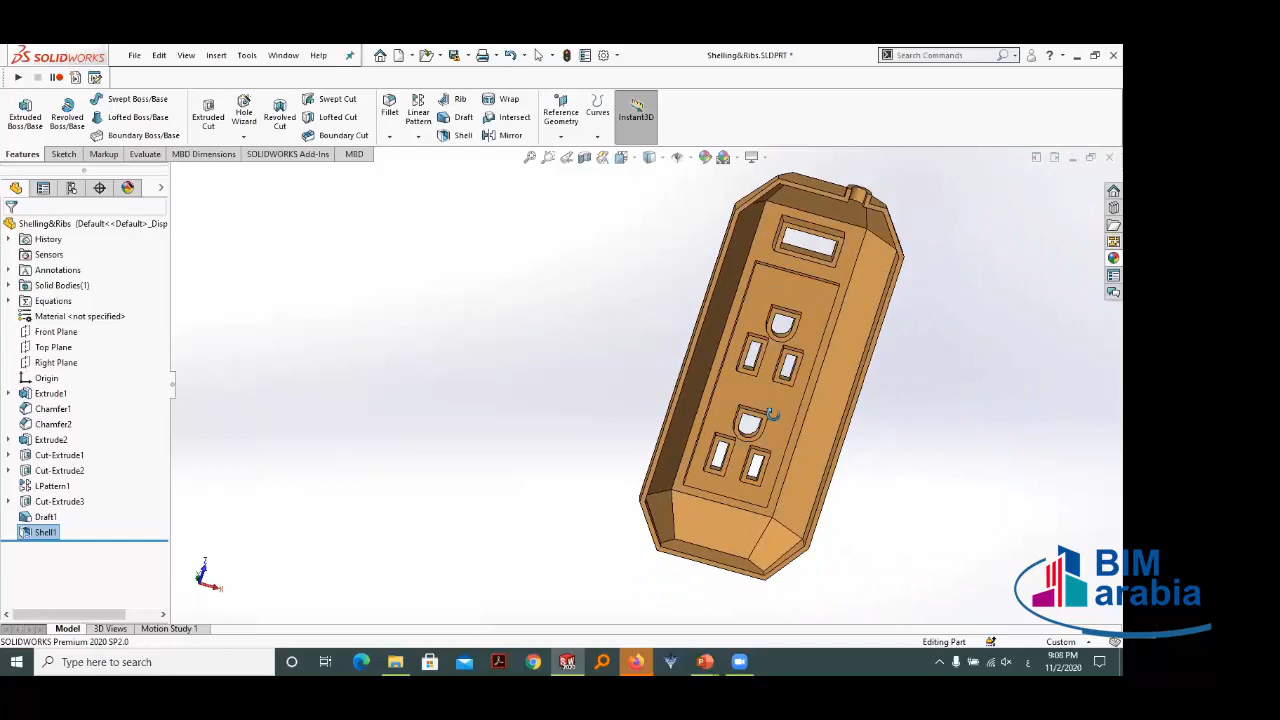 SOLIDWORKS File Edit View Insert Tools Window Help Shelling&Ribs.SLDPRT * Search Commands ?
Extruded Boss/Base
Revolved Boss/Base
Swept Boss/Base
Lofted Boss/Base
Boundary Boss/Base
Extruded Cut
Hole Wizard
Revolved Cut
Swept Cut
Lofted Cut
Boundary Cut
Fillet
Linear Pattern
Rib
Draft
Shell
Wrap
Intersect
Mirror
Reference Geometry
Curves
Instant3D
Features Sketch Markup Evaluate MBD Dimensions SOLIDWORKS Add-Ins MBD
Shelling&Ribs (Default<<Default>_Disp
History
Sensors
Annotations
Solid Bodies(1)
Equations
Material <not specified>
Front Plane
Top Plane
Right Plane
Origin
Extrude1
Chamfer1
Chamfer2
Extrude2
Cut-Extrude1
Cut-Extrude2
LPattern1
Cut-Extrude3
Draft1
Shell1
Z
X
BIM
arabia
Model 3D Views Motion Study 1
SOLIDWORKS Premium 2020 SP2.0 Editing Part Custom
Type here to search
ع
9:08 PM
11/2/2020